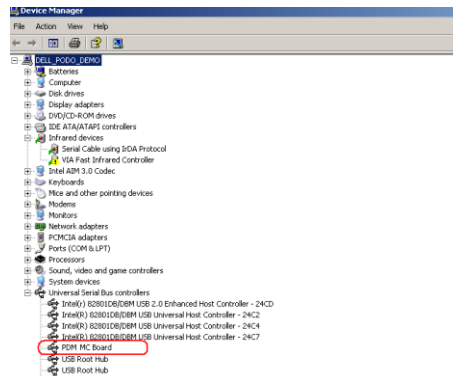 Device Manager
File Action View Help
DELL_PODO_DEMO
Batteries
Computer
Disk drives
Display adapters
DVD/CD-ROM drives
IDE ATA/ATAPI controllers
Infrared devices
Serial Cable using IrDA Protocol
VIA Fast Infrared Controller
Intel AIM 3.0 Codec
Keyboards
Mice and other pointing devices
Modems
Monitors
Network adapters
PCMCIA adapters
Ports (COM & LPT)
Processors
Sound, video and game controllers
System devices
Universal Serial Bus controllers
Intel(r) 82801DB/DBM USB 2.0 Enhanced Host Controller - 24CD
Intel(R) 82801DB/DBM USB Universal Host Controller - 24C2
Intel(R) 82801DB/DBM USB Universal Host Controller - 24C4
Intel(R) 82801DB/DBM USB Universal Host Controller - 24C7
PDM MC Board
USB Root Hub
USB Root Hub